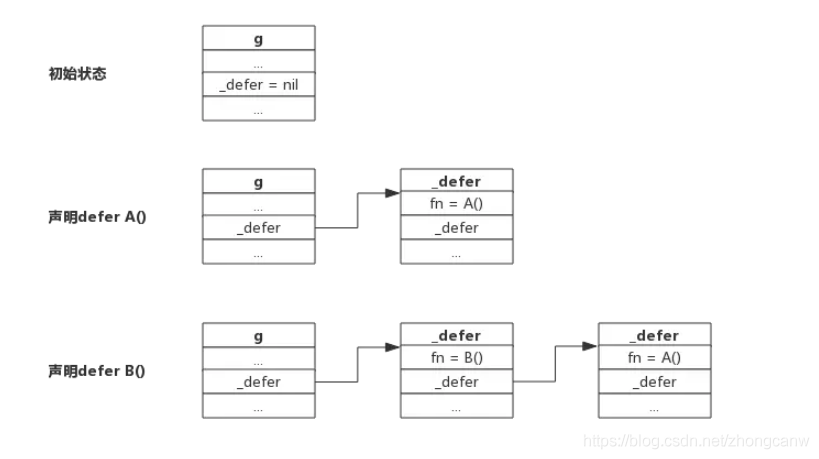 g
...
初始状态
_defer = nil
...
g
_defer
...
fn = A()
声明defer A()
_defer
_defer
...
...
g
_defer
_defer
...
fn = B()
fn = A()
声明defer B()
_defer
_defer
_defer
...
...
...
https://blog.csdn.net/zhongcanw